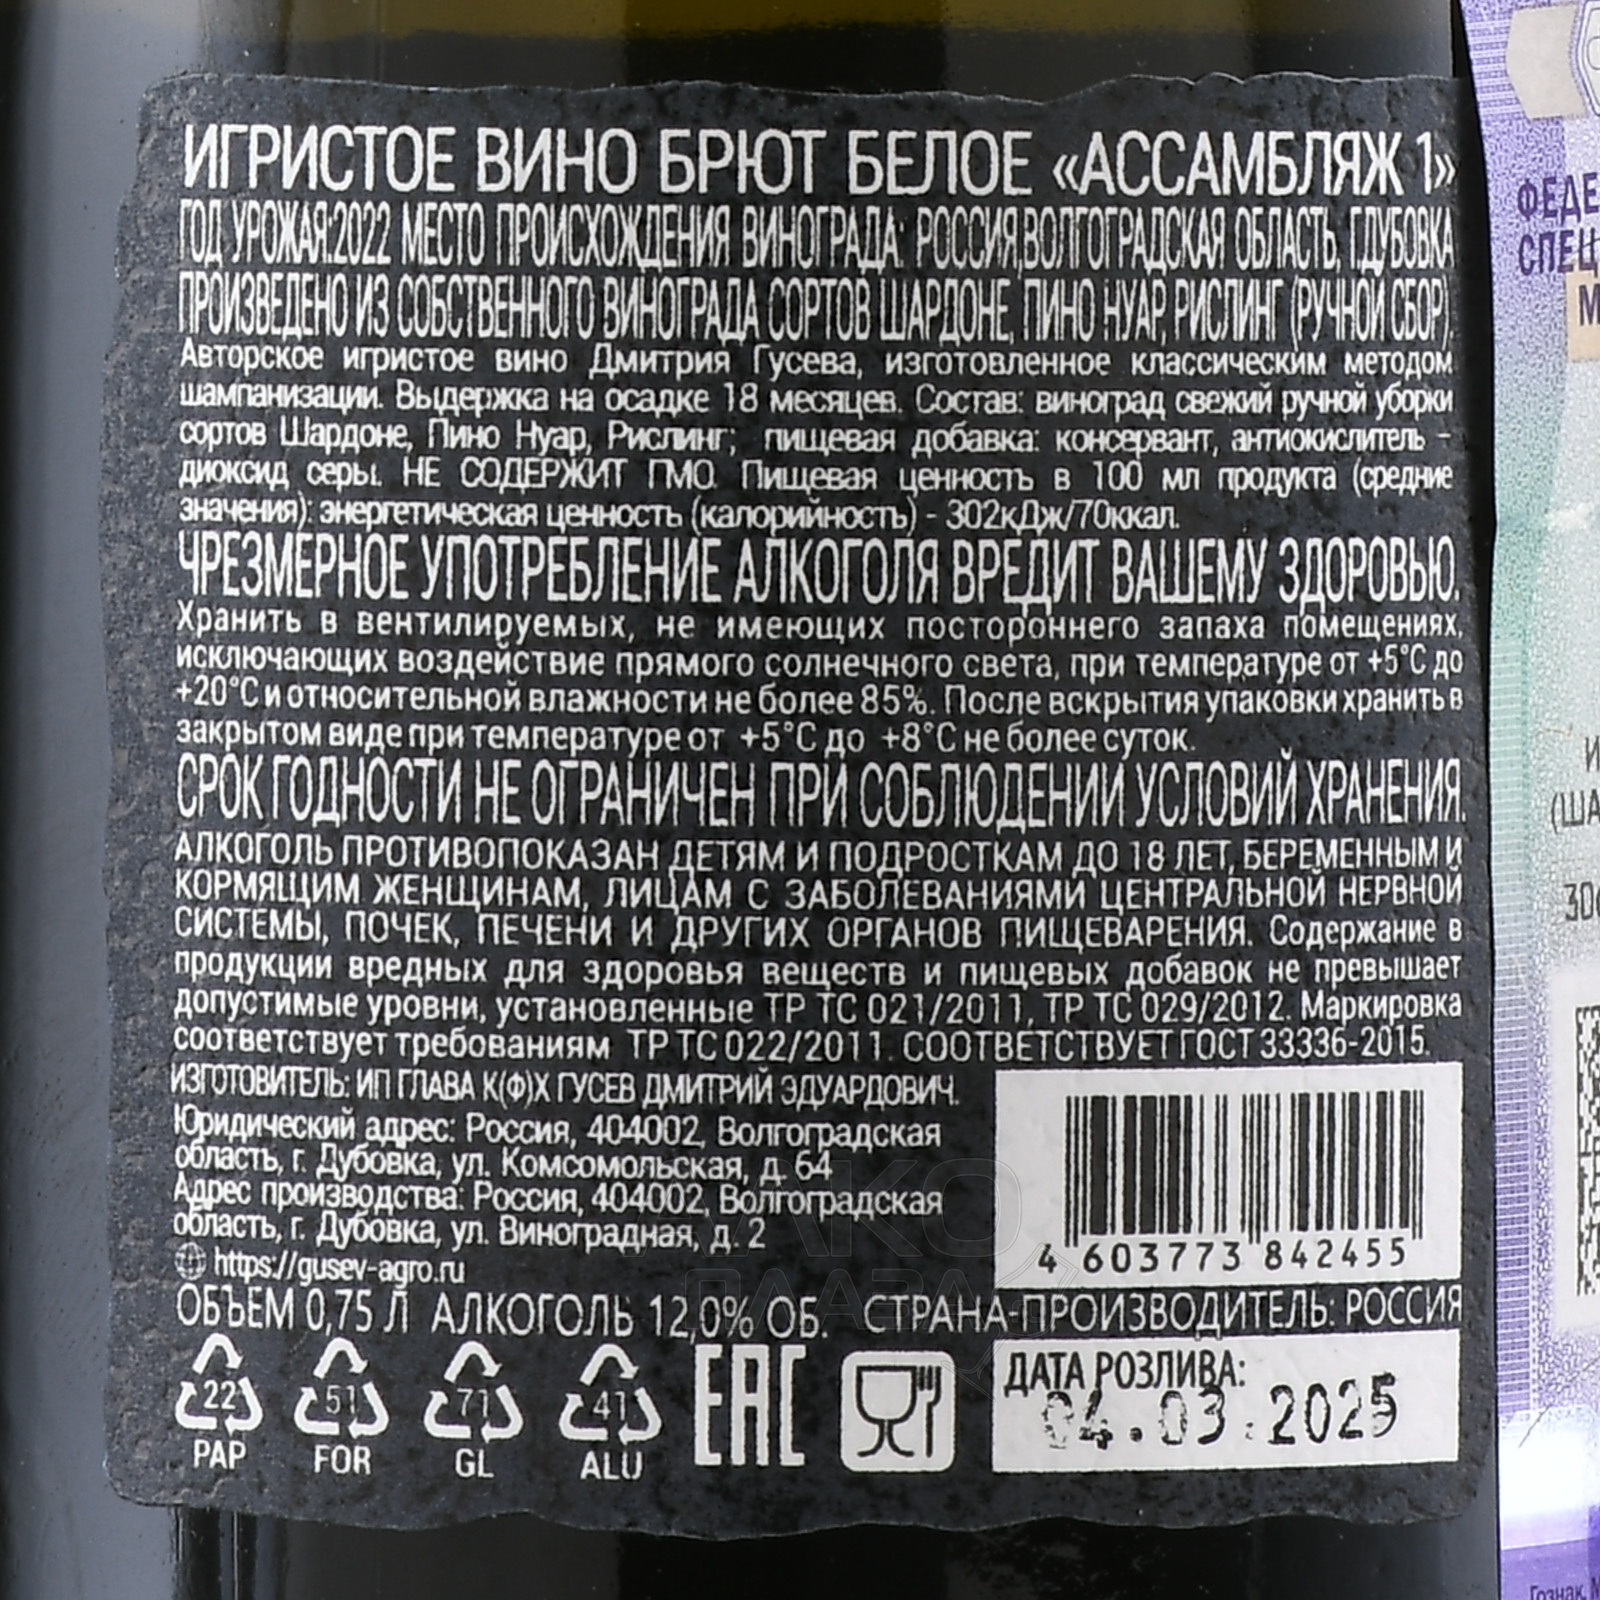 ИГРИСТОЕ ВИНО БРЮТ БЕЛОЕ «АССАМБЛЯЖ 1»
ГОД УРОЖАЯ:2022 МЕСТО ПРОИСХОЖДЕНИЯ ВИНОГРАДА: РОССИЯ,ВОЛГОГРАДСКАЯ ОБЛАСТЬ, Г.ДУБОВКА
ПРОИЗВЕДЕНО ИЗ СОБСТВЕННОГО ВИНОГРАДА СОРТОВ ШАРДОНЕ, ПИНО НУАР, РИСЛИНГ (РУЧНОЙ СБОР).
Авторское игристое вино Дмитрия Гусева, изготовленное классическим методом
шампанизации. Выдержка на осадке 18 месяцев. Состав: виноград свежий ручной уборки
сортов Шардоне, Пино Нуар, Рислинг; пищевая добавка: консервант, антиокислитель –
диоксид серы. НЕ СОДЕРЖИТ ГМО. Пищевая ценность в 100 мл продукта (средние
значения): энергетическая ценность (калорийность) - 302кДж/70ккал.
ЧРЕЗМЕРНОЕ УПОТРЕБЛЕНИЕ АЛКОГОЛЯ ВРЕДИТ ВАШЕМУ ЗДОРОВЬЮ.
Хранить в вентилируемых, не имеющих постороннего запаха помещениях,
исключающих воздействие прямого солнечного света, при температуре от +5°С до
+20°С и относительной влажности не более 85%. После вскрытия упаковки хранить в
закрытом виде при температуре от +5°С до +8°С не более суток.
СРОК ГОДНОСТИ НЕ ОГРАНИЧЕН ПРИ СОБЛЮДЕНИИ УСЛОВИЙ ХРАНЕНИЯ.
АЛКОГОЛЬ ПРОТИВОПОКАЗАН ДЕТЯМ И ПОДРОСТКАМ ДО 18 ЛЕТ, БЕРЕМЕННЫМ И
КОРМЯЩИМ ЖЕНЩИНАМ, ЛИЦАМ С ЗАБОЛЕВАНИЯМИ ЦЕНТРАЛЬНОЙ НЕРВНОЙ
СИСТЕМЫ, ПОЧЕК, ПЕЧЕНИ И ДРУГИХ ОРГАНОВ ПИЩЕВАРЕНИЯ. Содержание в
продукции вредных для здоровья веществ и пищевых добавок не превышает
допустимые уровни, установленные ТР ТС 021/2011, ТР ТС 029/2012. Маркировка
соответствует требованиям ТР ТС 022/2011. СООТВЕТСТВУЕТ ГОСТ 33336-2015.
ИЗГОТОВИТЕЛЬ: ИП ГЛАВА К(Ф)Х ГУСЕВ ДМИТРИЙ ЭДУАРДОВИЧ.
Юридический адрес: Россия, 404002, Волгоградская
область, г. Дубовка, ул. Комсомольская, д. 64
Адрес производства: Россия, 404002, Волгоградская
область, г. Дубовка, ул. Виноградная, д. 2
https://gusev-agro.ru
4 603773 842455
ОБЪЕМ 0,75 Л АЛКОГОЛЬ 12,0% ОБ. СТРАНА-ПРОИЗВОДИТЕЛЬ: РОССИЯ
22 51 71 41 EAC
PAP FOR GL ALU
ДАТА РОЗЛИВА:
04.03.2025
АЛКО
ПЛАЗА
ФЕДЕ
СПЕЦ
М
И
(ША
30
Гознак, М